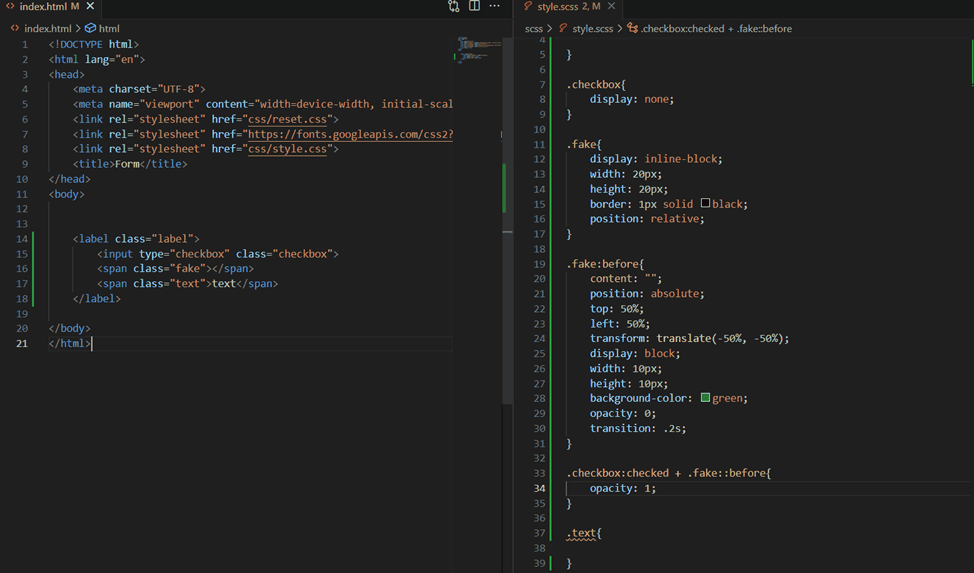 index.html M
index.html > html
1 <!DOCTYPE html>
2 <html lang="en">
3 <head>
4 <meta charset="UTF-8">
5 <meta name="viewport" content="width=device-width, initial-scal
6 <link rel="stylesheet" href="css/reset.css">
7 <link rel="stylesheet" href="https://fonts.googleapis.com/css2?
8 <link rel="stylesheet" href="css/style.css">
9 <title>Form</title>
10 </head>
11 <body>
12
13
14 <label class="label">
15 <input type="checkbox" class="checkbox">
16 <span class="fake"></span>
17 <span class="text">text</span>
18 </label>
19
20 </body>
21 </html>
style.scss 2, M
scss > style.scss > .checkbox:checked + .fake::before
4
5 }
6
7 .checkbox{
8 display: none;
9 }
10
11 .fake{
12 display: inline-block;
13 width: 20px;
14 height: 20px;
15 border: 1px solid black;
16 position: relative;
17 }
18
19 .fake:before{
20 content: "";
21 position: absolute;
22 top: 50%;
23 left: 50%;
24 transform: translate(-50%, -50%);
25 display: block;
26 width: 10px;
27 height: 10px;
28 background-color: green;
29 opacity: 0;
30 transition: .2s;
31 }
32
33 .checkbox:checked + .fake::before{
34 opacity: 1;
35 }
36
37 .text{
38
39 }